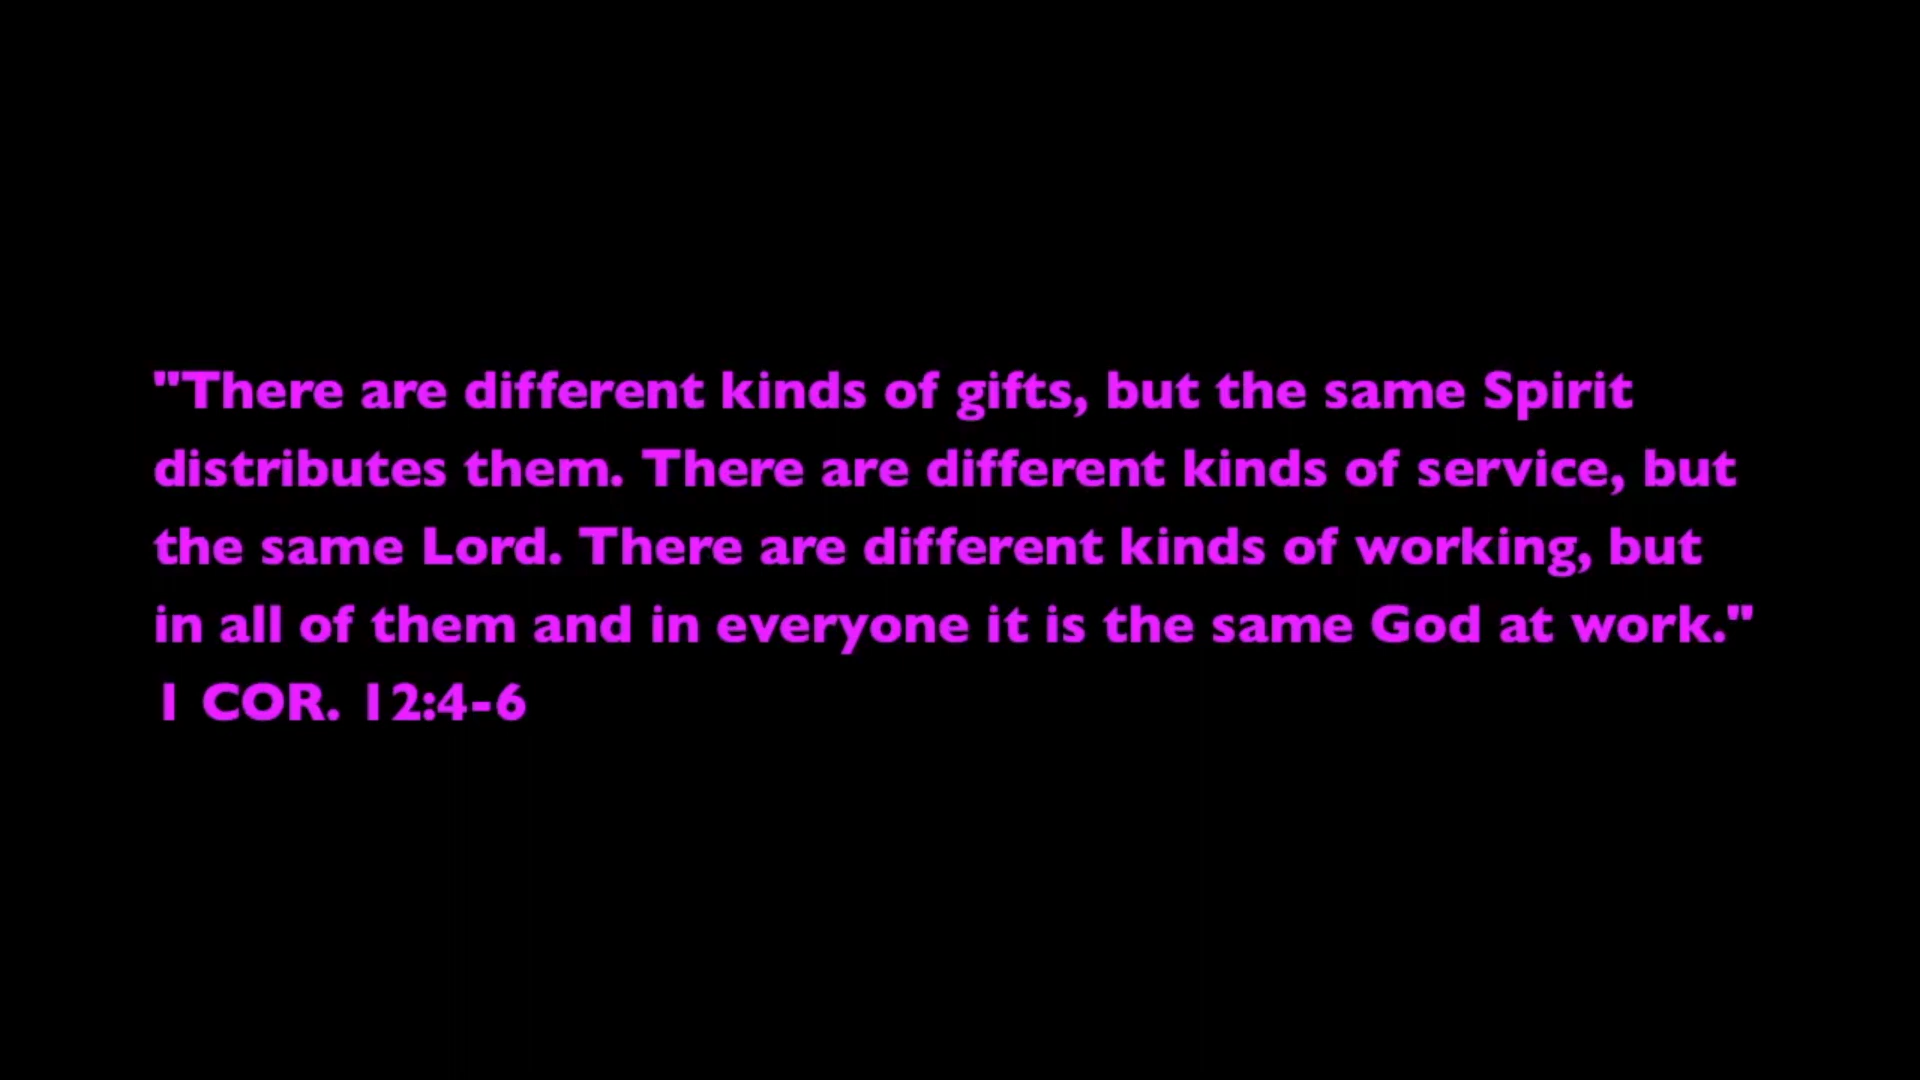 "There are different kinds of gifts, but the same Spirit
distributes them. There are different kinds of service, but
the same Lord. There are different kinds of working, but
in all of them and in everyone it is the same God at work."
1 COR. 12:4-6